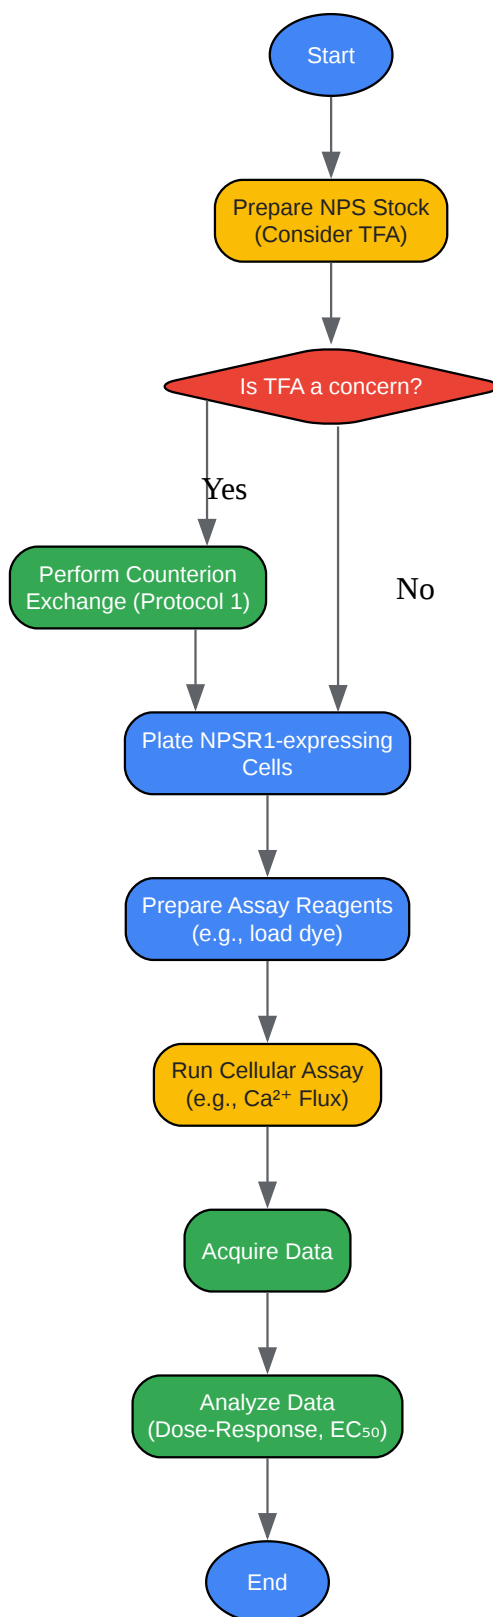 Start
Prepare NPS Stock
(Consider TFA)
Is TFA a concern?
Yes
Perform Counterion
Exchange (Protocol 1)
No
Plate NPSR1-expressing
Cells
Prepare Assay Reagents
(e.g., load dye)
Run Cellular Assay
(e.g., Ca²⁺ Flux)
Acquire Data
Analyze Data
(Dose-Response, EC₅₀)
End